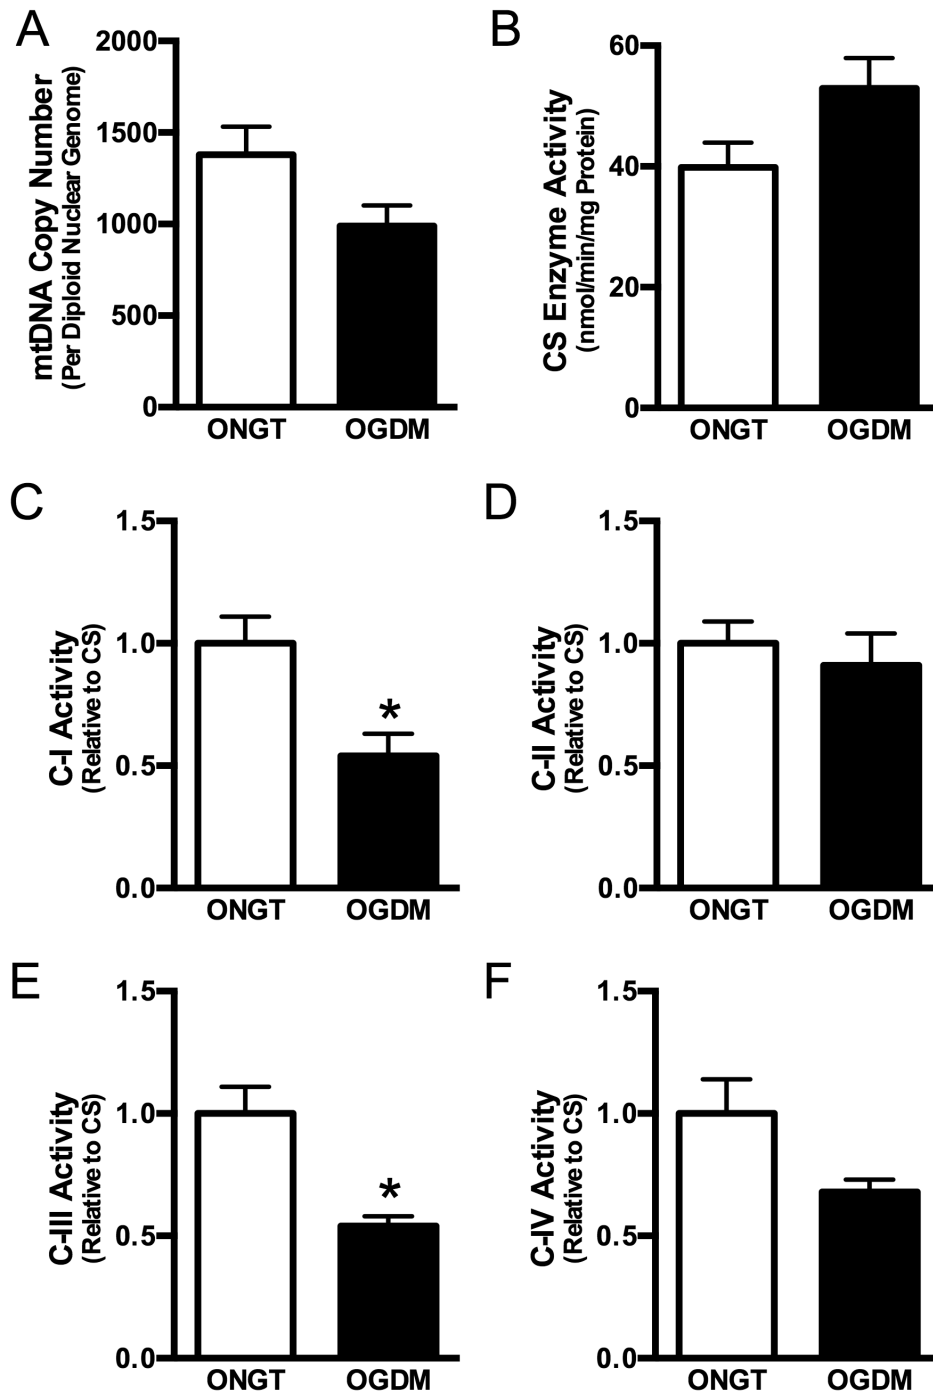 A
mtDNA Copy Number
(Per Diploid Nuclear Genome)
2000
1500
1000
500
0
ONGT OGDM
B
CS Enzyme Activity
(nmol/min/mg Protein)
60
40
20
0
ONGT OGDM
C
C-I Activity
(Relative to CS)
1.5
1.0
0.5
0.0
*
ONGT OGDM
D
C-II Activity
(Relative to CS)
1.5
1.0
0.5
0.0
ONGT OGDM
E
C-III Activity
(Relative to CS)
1.5
1.0
0.5
0.0
*
ONGT OGDM
F
C-IV Activity
(Relative to CS)
1.5
1.0
0.5
0.0
ONGT OGDM